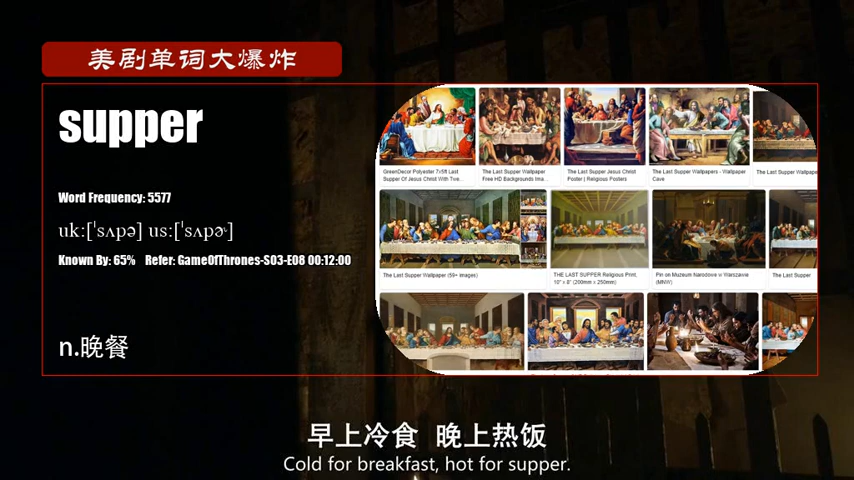 美剧单词大爆炸
supper
Word Frequency: 5577
uk:[ˈsʌpə] us:[ˈsʌpɚ]
Known By: 65% Refer: GameOfThrones-S03-E08 00:12:00
n.晚餐
GreenDecor Polyester 7x5ft Last
Supper Of Jesus Christ With Twe...
The Last Supper Wallpaper
Free HD Backgrounds Ima...
The Last Supper Jesus Christ
Poster | Religious Posters
The Last Supper Wallpapers - Wallpaper
Cave
The Last Supper Wallpape
The Last Supper Wallpaper (59+ images)
THE LAST SUPPER Religious Print,
10" x 8" (200mm x 250mm)
Pin on Muzeum Narodowe w Warszawie
(MNW)
The Last Supper
早上冷食 晚上热饭
Cold for breakfast, hot for supper.